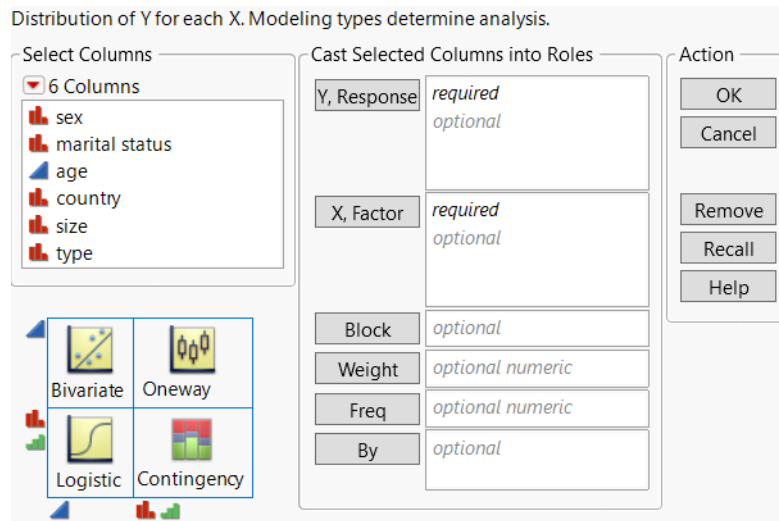 Distribution of Y for each X. Modeling types determine analysis.
Select Columns
6 Columns
sex
marital status
age
country
size
type
Cast Selected Columns into Roles
Y, Response
required
optional
X, Factor
required
optional
Block
optional
Weight
optional numeric
Freq
optional numeric
By
optional
Action
OK
Cancel
Remove
Recall
Help
Bivariate
Oneway
Logistic
Contingency